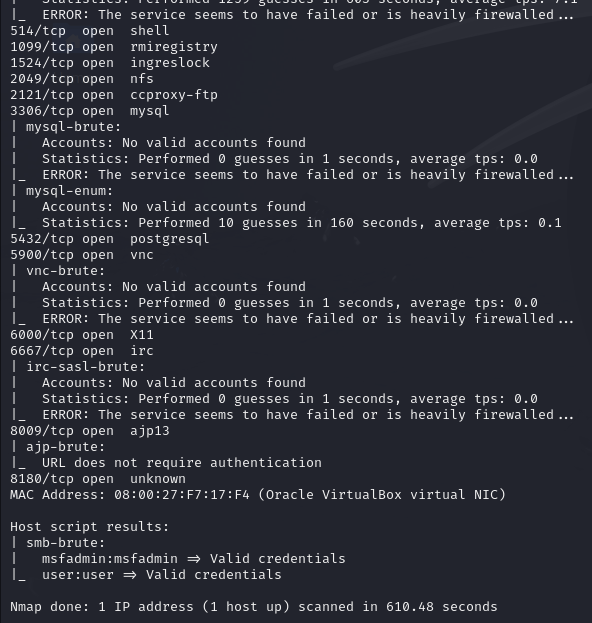 |   Statistics: Performed 1259 guesses in 603 seconds, average tps: 7.1
|_  ERROR: The service seems to have failed or is heavily firewalled...
514/tcp  open  shell
1099/tcp open  rmiregistry
1524/tcp open  ingreslock
2049/tcp open  nfs
2121/tcp open  ccproxy-ftp
3306/tcp open  mysql
| mysql-brute:
|   Accounts: No valid accounts found
|   Statistics: Performed 0 guesses in 1 seconds, average tps: 0.0
|_  ERROR: The service seems to have failed or is heavily firewalled...
| mysql-enum:
|   Accounts: No valid accounts found
|_  Statistics: Performed 10 guesses in 160 seconds, average tps: 0.1
5432/tcp open  postgresql
5900/tcp open  vnc
| vnc-brute:
|   Accounts: No valid accounts found
|   Statistics: Performed 0 guesses in 1 seconds, average tps: 0.0
|_  ERROR: The service seems to have failed or is heavily firewalled...
6000/tcp open  X11
6667/tcp open  irc
| irc-sasl-brute:
|   Accounts: No valid accounts found
|   Statistics: Performed 0 guesses in 1 seconds, average tps: 0.0
|_  ERROR: The service seems to have failed or is heavily firewalled...
8009/tcp open  ajp13
| ajp-brute:
|_  URL does not require authentication
8180/tcp open  unknown
MAC Address: 08:00:27:F7:17:F4 (Oracle VirtualBox virtual NIC)
Host script results:
| smb-brute:
|   msfadmin:msfadmin => Valid credentials
|_  user:user => Valid credentials
Nmap done: 1 IP address (1 host up) scanned in 610.48 seconds